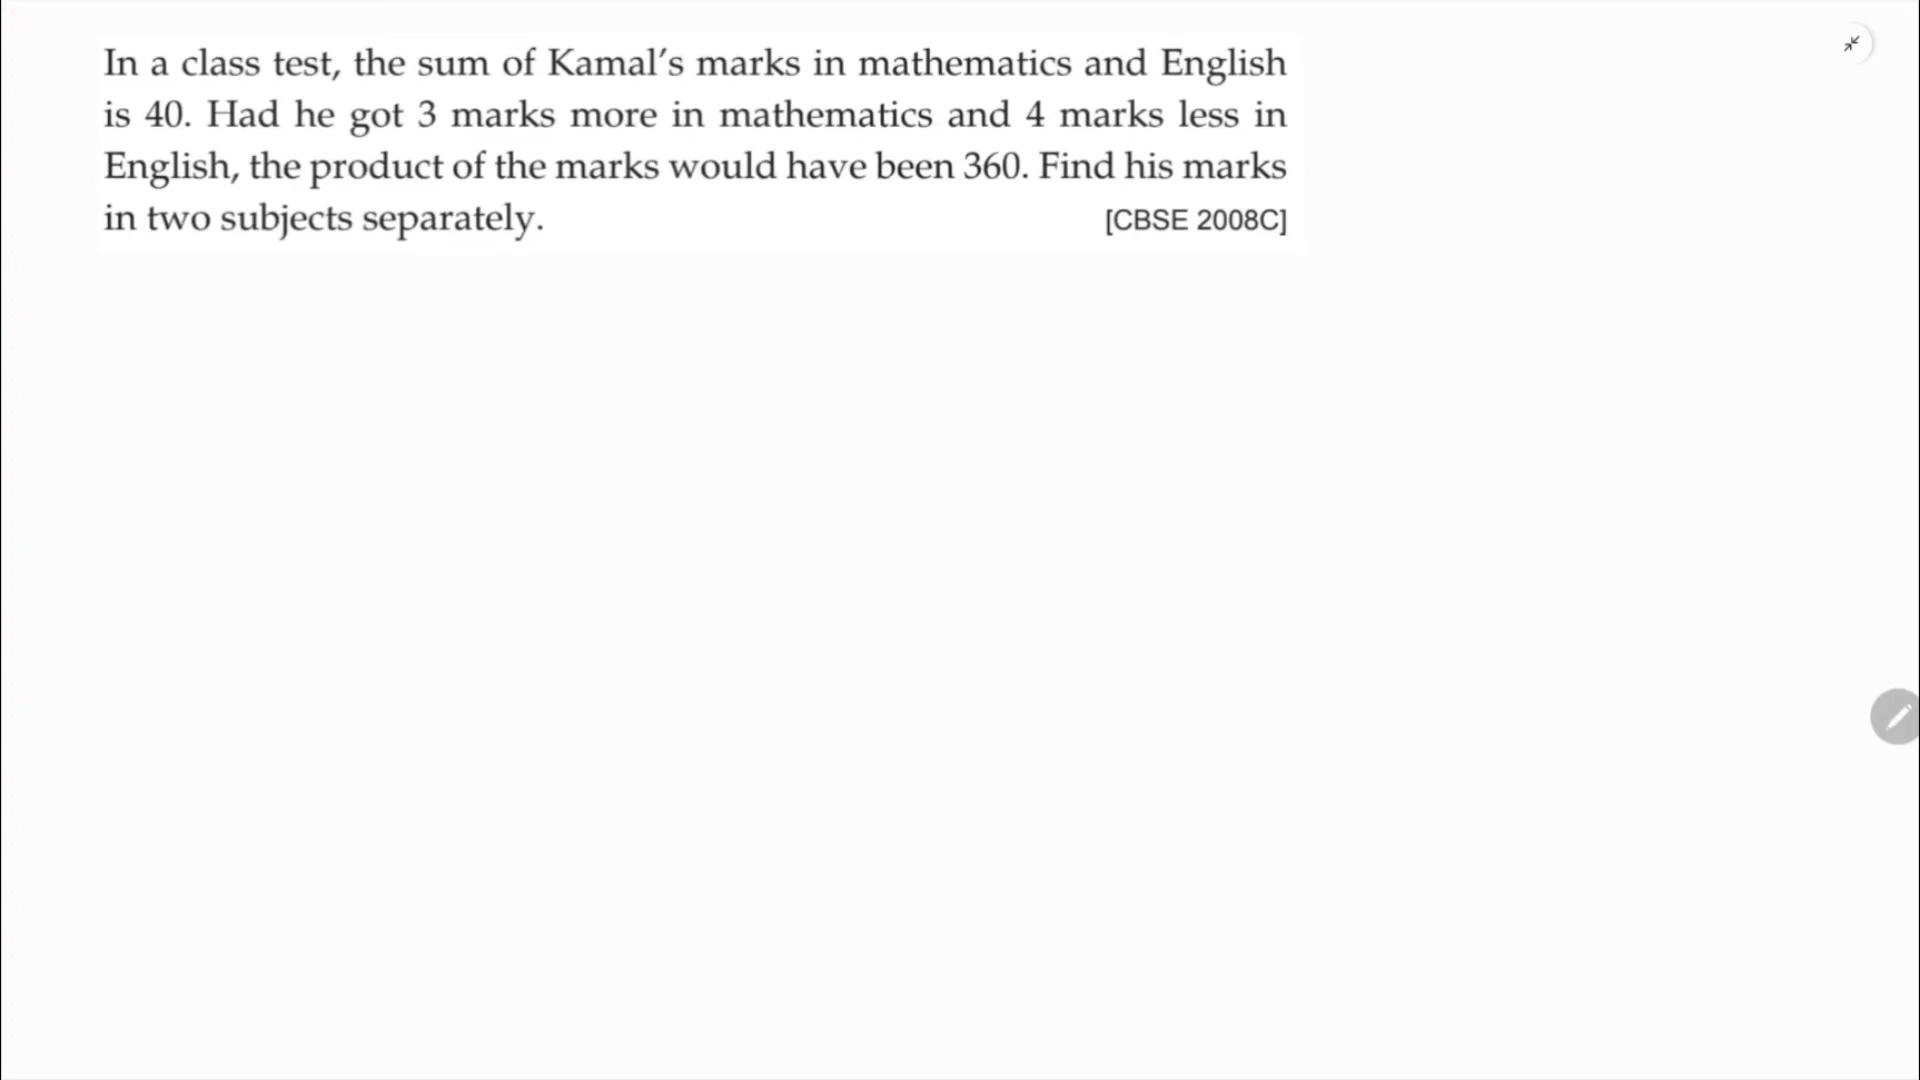 In a class test, the sum of Kamal’s marks in mathematics and English
is 40. Had he got 3 marks more in mathematics and 4 marks less in
English, the product of the marks would have been 360. Find his marks
in two subjects separately. [CBSE 2008C]